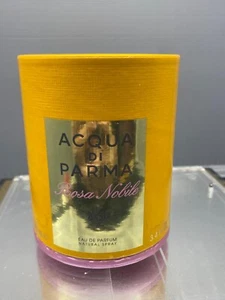 ACQUA
DI
PARMA
Rosa Nobile
EAU DE PARFUM
NATURAL SPRAY